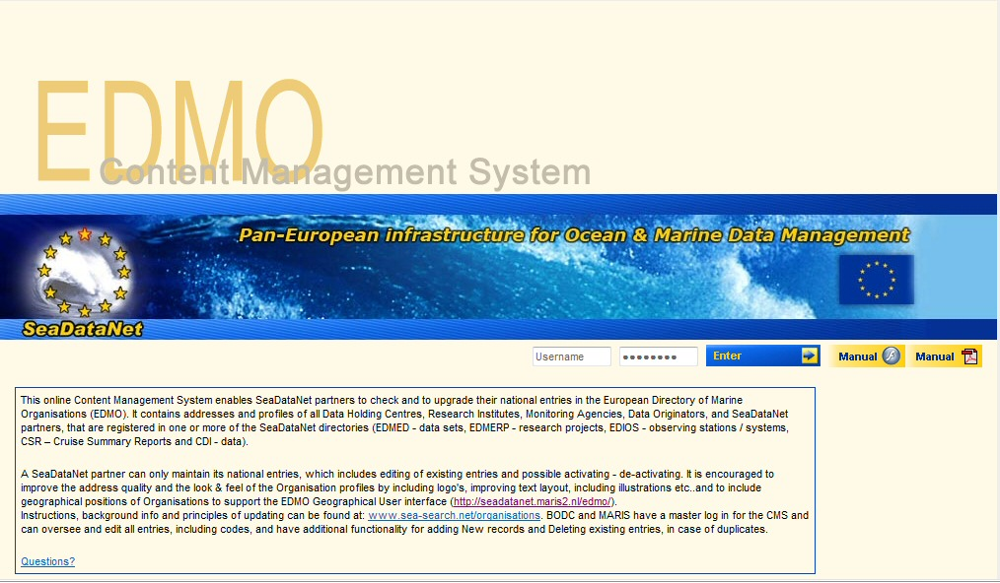 EDMO
Content Management System
Pan-European infrastructure for Ocean & Marine Data Management
SeaDataNet
Username
••••••••
Enter
Manual
Manual
This online Content Management System enables SeaDataNet partners to check and to upgrade their national entries in the European Directory of Marine
Organisations (EDMO). It contains addresses and profiles of all Data Holding Centres, Research Institutes, Monitoring Agencies, Data Originators, and SeaDataNet
partners, that are registered in one or more of the SeaDataNet directories (EDMED - data sets, EDMERP - research projects, EDIOS - observing stations / systems,
CSR – Cruise Summary Reports and CDI - data).
A SeaDataNet partner can only maintain its national entries, which includes editing of existing entries and possible activating - de-activating. It is encouraged to
improve the address quality and the look & feel of the Organisation profiles by including logo's, improving text layout, including illustrations etc..and to include
geographical positions of Organisations to support the EDMO Geographical User interface (http://seadatanet.maris2.nl/edmo/).
Instructions, background info and principles of updating can be found at: www.sea-search.net/organisations. BODC and MARIS have a master log in for the CMS and
can oversee and edit all entries, including codes, and have additional functionality for adding New records and Deleting existing entries, in case of duplicates.
Questions?